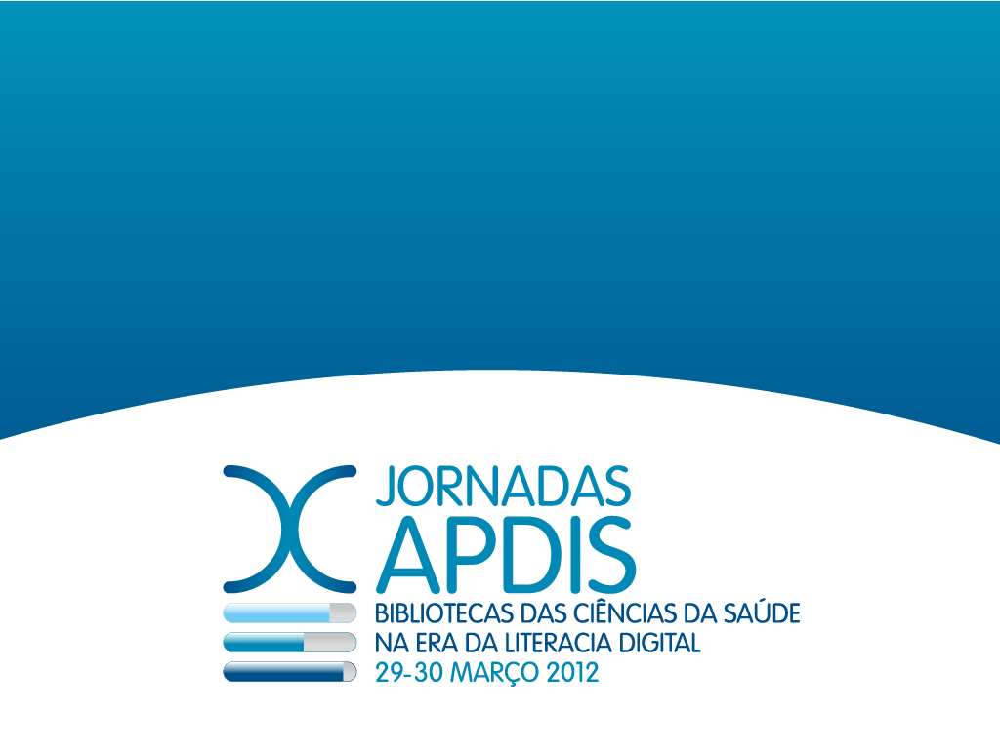 X JORNADAS
APDIS
BIBLIOTECAS DAS CIÊNCIAS DA SAÚDE
NA ERA DA LITERACIA DIGITAL
29-30 MARÇO 2012